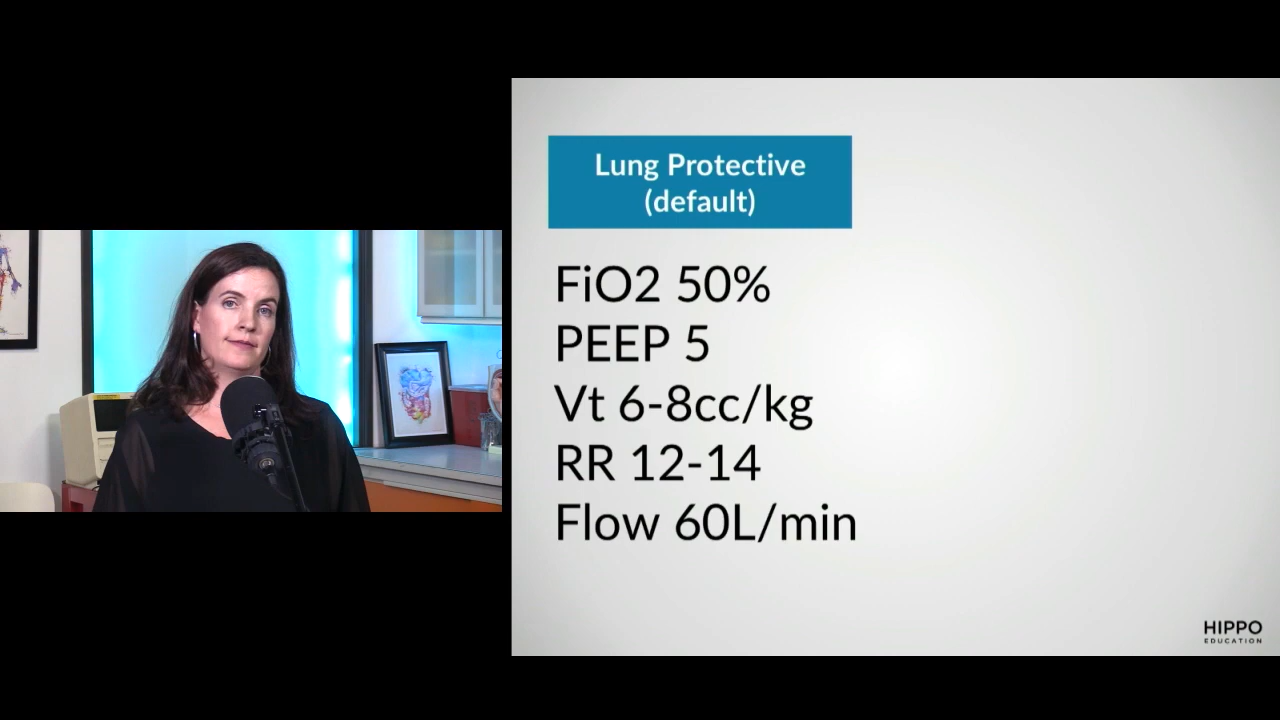 Lung Protective
(default)
FiO2 50%
PEEP 5
Vt 6-8cc/kg
RR 12-14
Flow 60L/min
HIPPO
EDUCATION